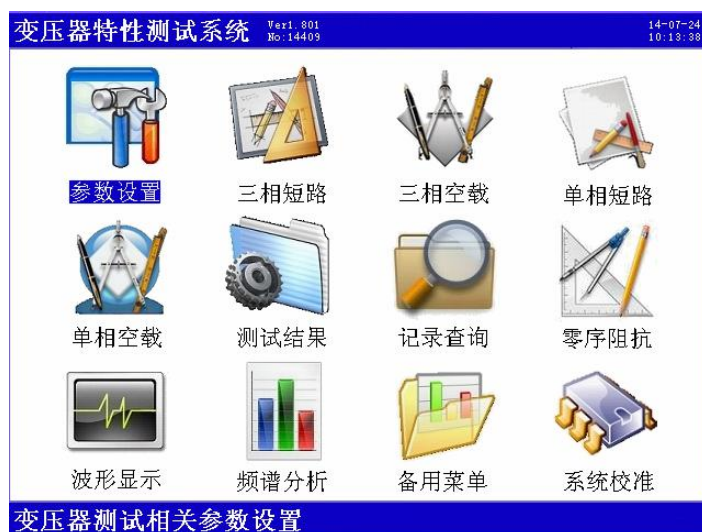 变压器特性测试系统 Ver1.801 14-07-24
No:14409 10:13:38
参数设置 三相短路 三相空载 单相短路
单相空载 测试结果 记录查询 零序阻抗
波形显示 频谱分析 备用菜单 系统校准
变压器测试相关参数设置